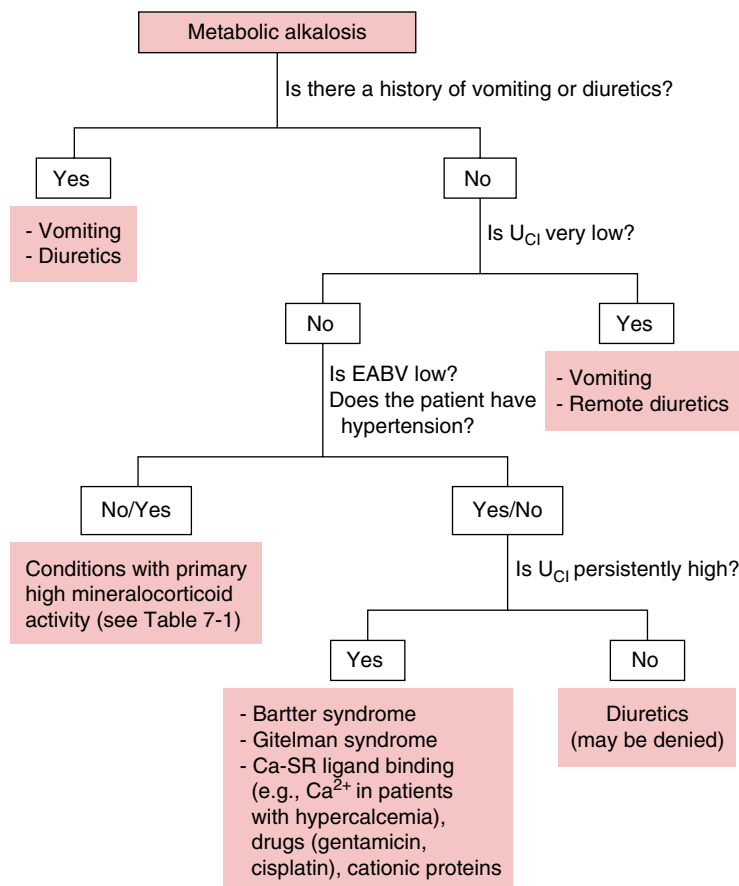 Metabolic alkalosis
Is there a history of vomiting or diuretics?
Yes
No
- Vomiting
- Diuretics
Is U_Cl very low?
No
Yes
Is EABV low?
Does the patient have
hypertension?
- Vomiting
- Remote diuretics
No/Yes
Yes/No
Conditions with primary
high mineralocorticoid
activity (see Table 7-1)
Is U_Cl persistently high?
Yes
No
- Bartter syndrome
- Gitelman syndrome
- Ca-SR ligand binding
(e.g., Ca²⁺ in patients
with hypercalcemia),
drugs (gentamicin,
cisplatin), cationic proteins
Diuretics
(may be denied)